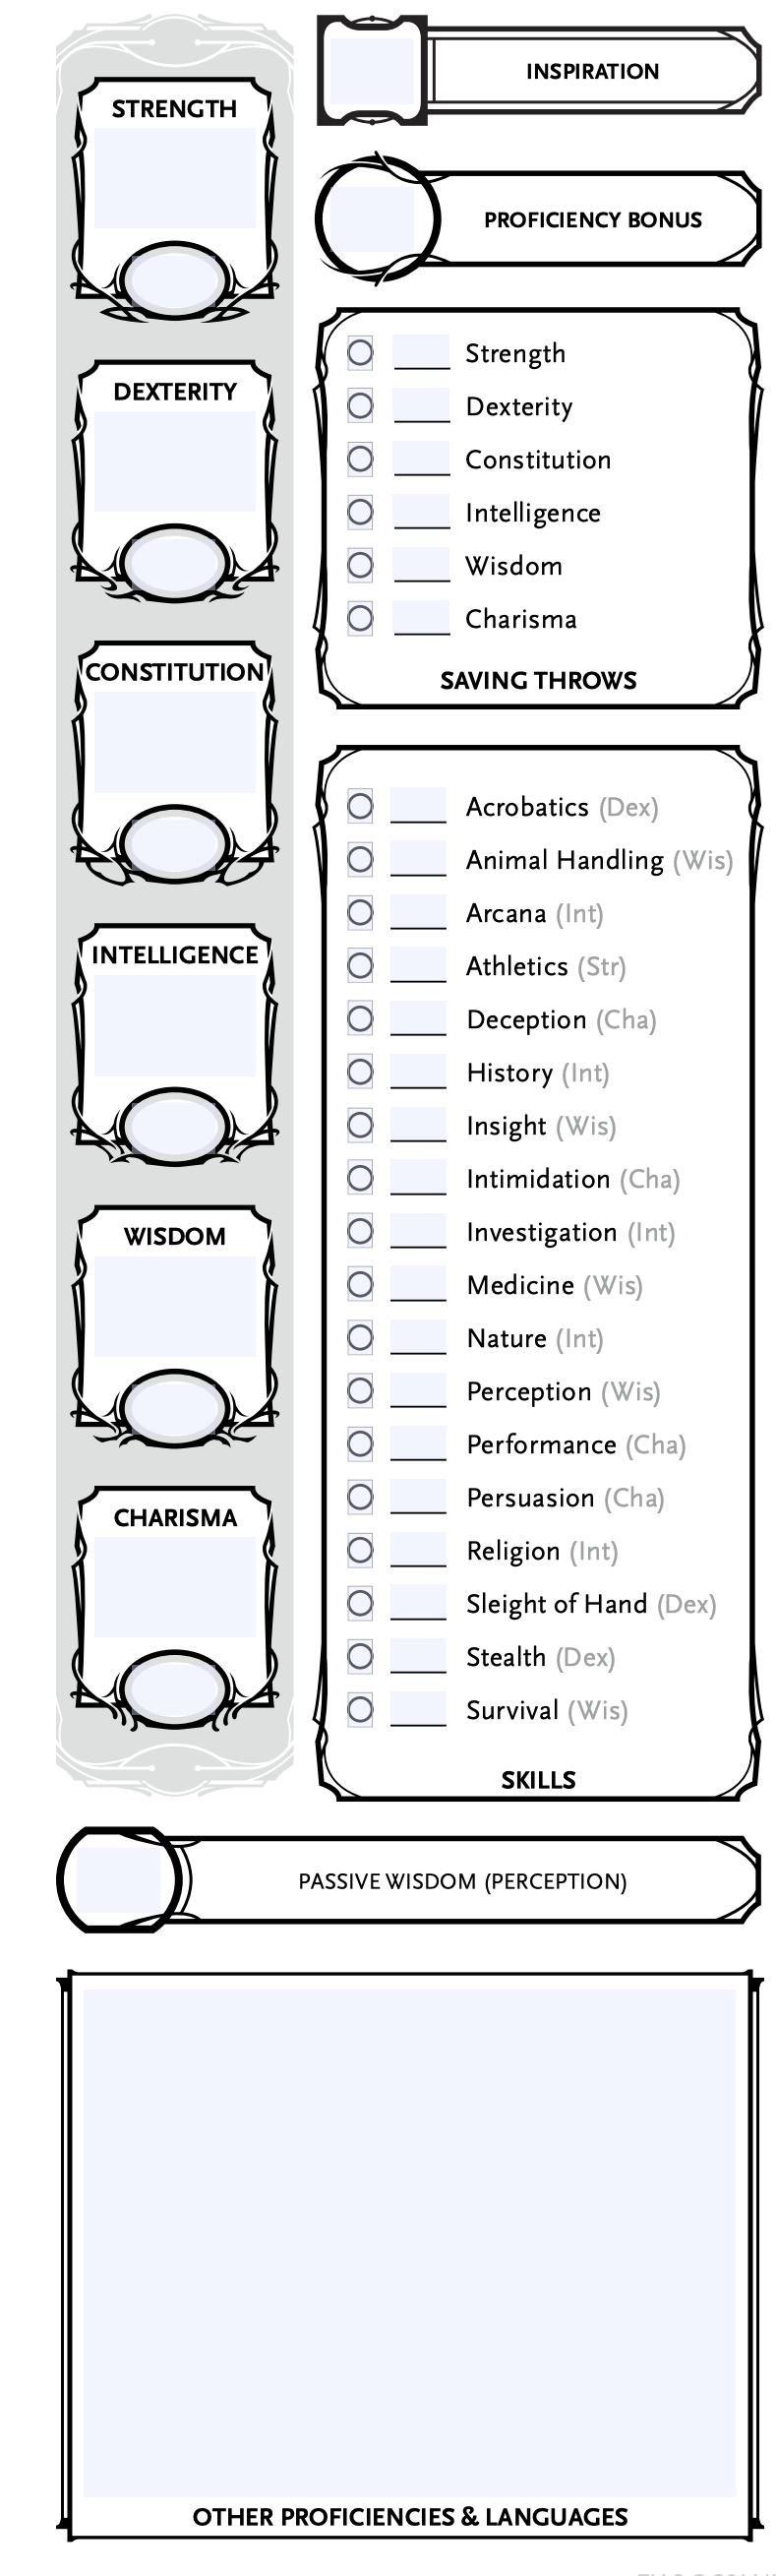 STRENGTH
DEXTERITY
CONSTITUTION
INTELLIGENCE
WISDOM
CHARISMA
INSPIRATION
PROFICIENCY BONUS
Strength
Dexterity
Constitution
Intelligence
Wisdom
Charisma
SAVING THROWS
Acrobatics (Dex)
Animal Handling (Wis)
Arcana (Int)
Athletics (Str)
Deception (Cha)
History (Int)
Insight (Wis)
Intimidation (Cha)
Investigation (Int)
Medicine (Wis)
Nature (Int)
Perception (Wis)
Performance (Cha)
Persuasion (Cha)
Religion (Int)
Sleight of Hand (Dex)
Stealth (Dex)
Survival (Wis)
SKILLS
PASSIVE WISDOM (PERCEPTION)
OTHER PROFICIENCIES & LANGUAGES